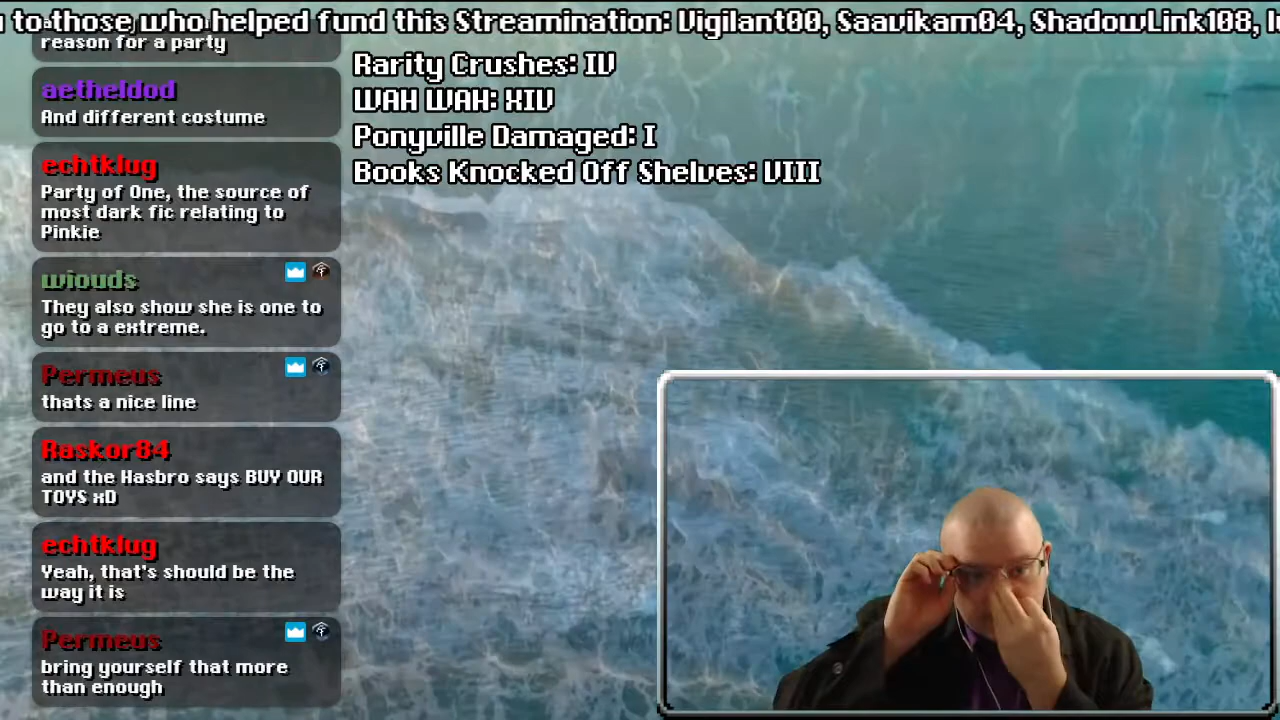 to those who helped fund this Streamination: Vigilant00, Saavikam04, ShadowLink108,
reason for a party
aetheldod
And different costume
echtklug
Party of One, the source of
most dark fic relating to
Pinkie
wiouds
They also show she is one to
go to a extreme.
Permeus
thats a nice line
Raskor84
and the Hasbro says BUY OUR
TOYS xD
echtklug
Yeah, that's should be the
way it is
Permeus
bring yourself that more
than enough
Rarity Crushes: IV
WAH WAH: XIV
Ponyville Damaged: I
Books Knocked Off Shelves: VIII